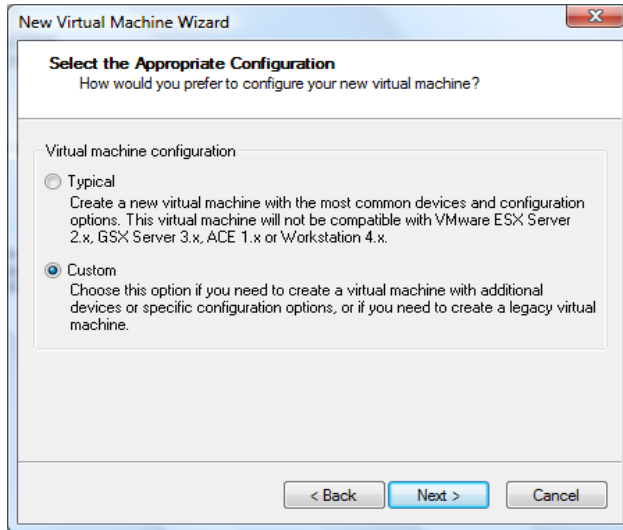 New Virtual Machine Wizard
Select the Appropriate Configuration
How would you prefer to configure your new virtual machine?
Virtual machine configuration
Typical
Create a new virtual machine with the most common devices and configuration
options. This virtual machine will not be compatible with VMware ESX Server
2.x, GSX Server 3.x, ACE 1.x or Workstation 4.x.
Custom
Choose this option if you need to create a virtual machine with additional
devices or specific configuration options, or if you need to create a legacy virtual
machine.
< Back Next > Cancel